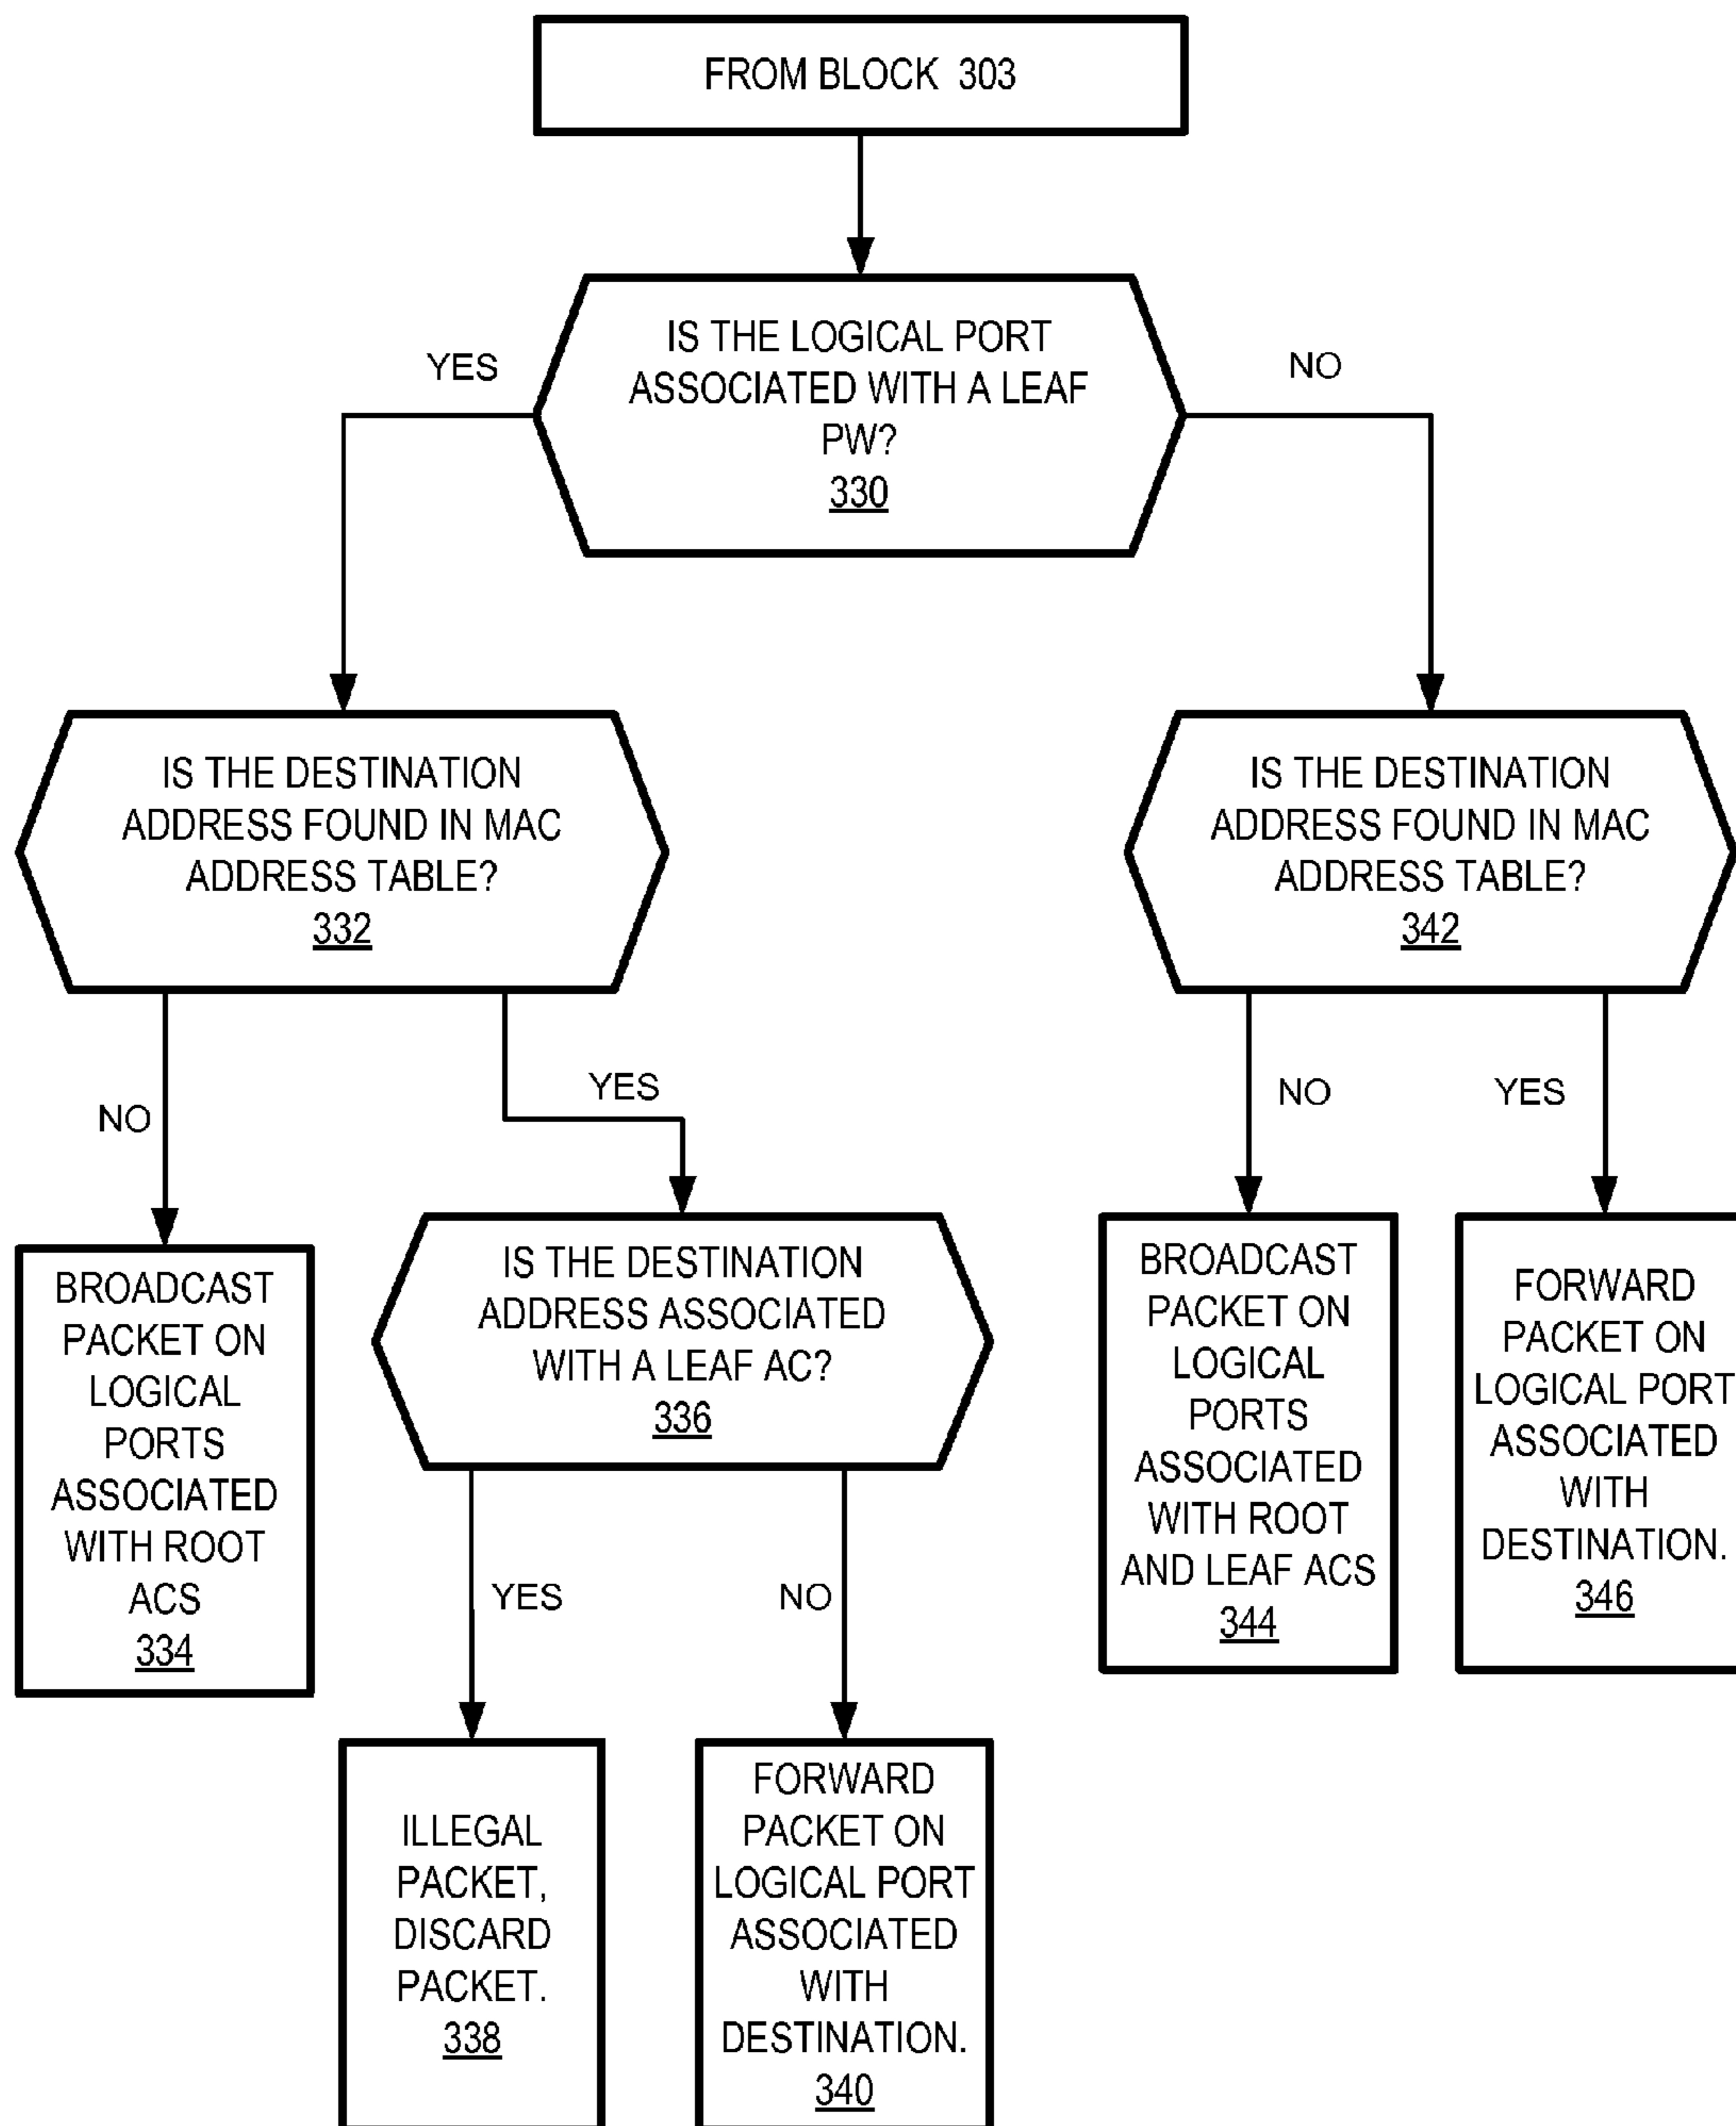 FROM BLOCK 303
IS THE LOGICAL PORT
ASSOCIATED WITH A LEAF
PW?
330
YES
NO
IS THE DESTINATION
ADDRESS FOUND IN MAC
ADDRESS TABLE?
332
IS THE DESTINATION
ADDRESS FOUND IN MAC
ADDRESS TABLE?
342
NO
YES
NO
YES
BROADCAST
PACKET ON
LOGICAL
PORTS
ASSOCIATED
WITH ROOT
ACS
334
IS THE DESTINATION
ADDRESS ASSOCIATED
WITH A LEAF AC?
336
BROADCAST
PACKET ON
LOGICAL
PORTS
ASSOCIATED
WITH ROOT
AND LEAF ACS
344
FORWARD
PACKET ON
LOGICAL PORT
ASSOCIATED
WITH
DESTINATION.
346
YES
NO
ILLEGAL
PACKET,
DISCARD
PACKET.
338
FORWARD
PACKET ON
LOGICAL PORT
ASSOCIATED
WITH
DESTINATION.
340